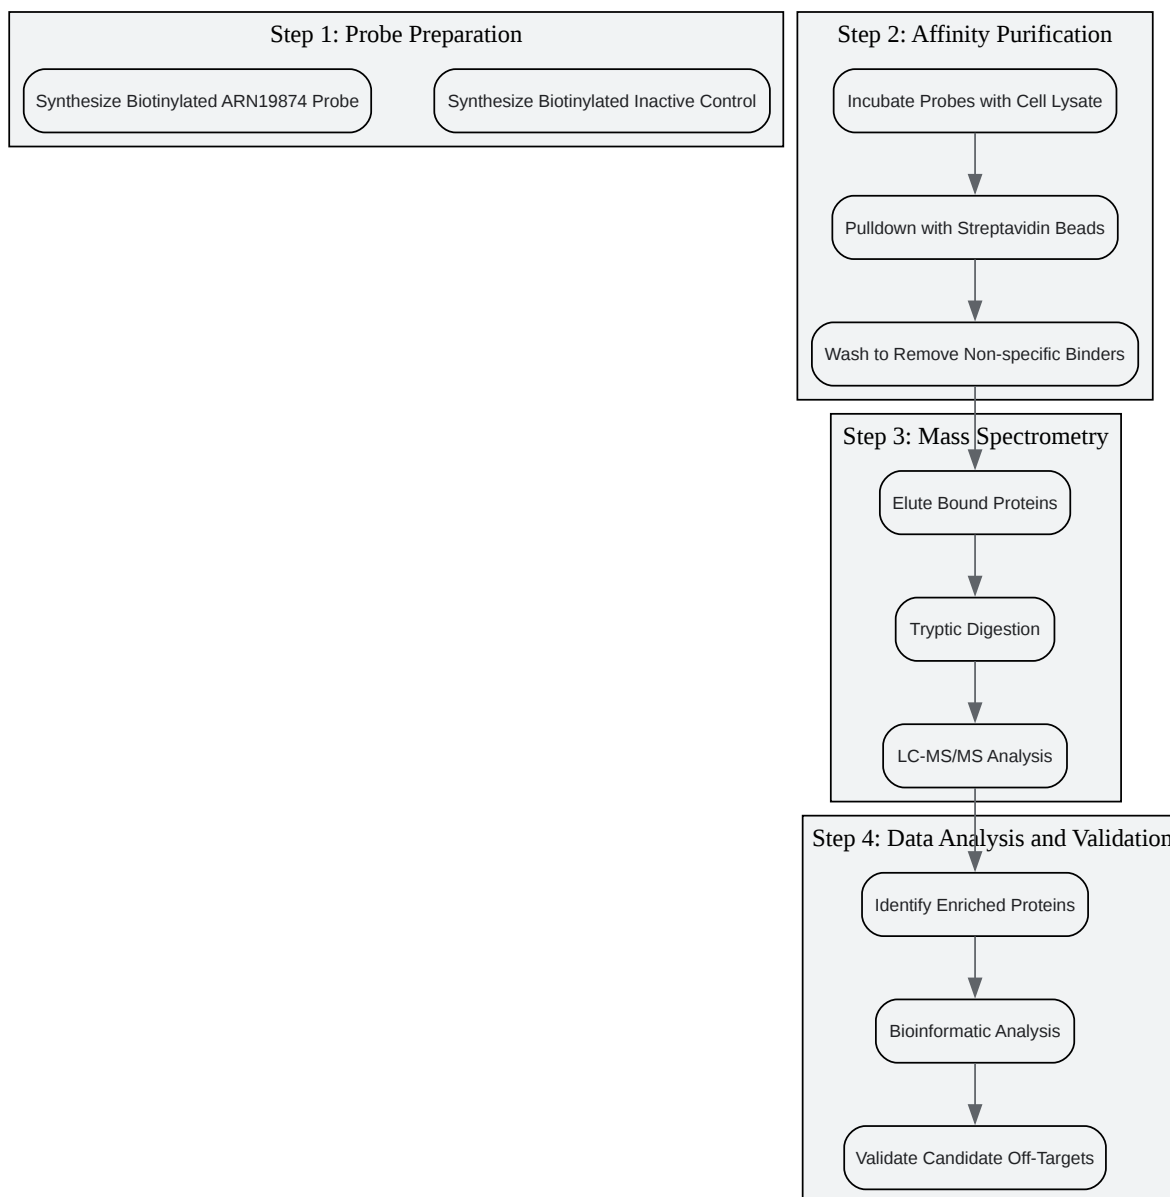 Step 1: Probe Preparation
Synthesize Biotinylated ARN19874 Probe
Synthesize Biotinylated Inactive Control
Step 2: Affinity Purification
Incubate Probes with Cell Lysate
Pulldown with Streptavidin Beads
Wash to Remove Non-specific Binders
Step 3: Mass Spectrometry
Elute Bound Proteins
Tryptic Digestion
LC-MS/MS Analysis
Step 4: Data Analysis and Validation
Identify Enriched Proteins
Bioinformatic Analysis
Validate Candidate Off-Targets